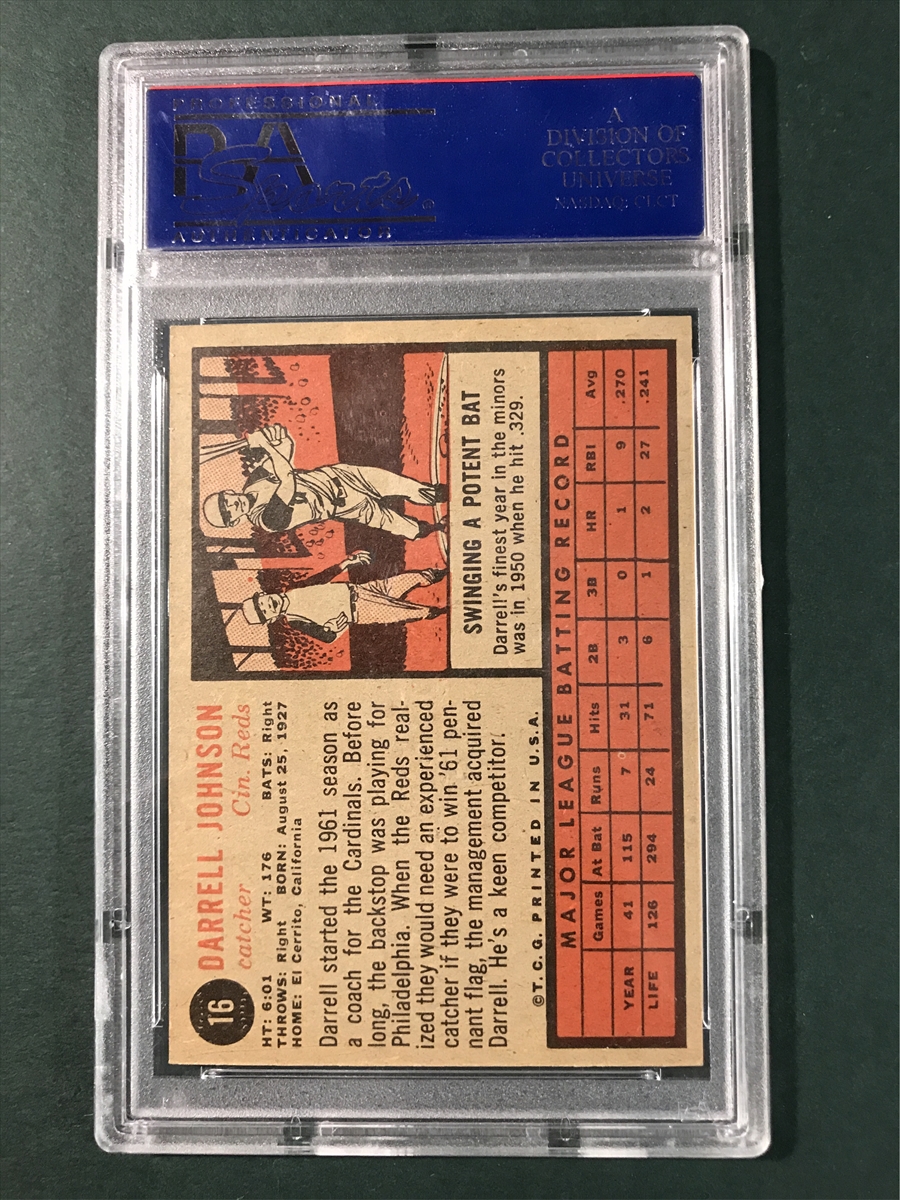 PROFESSIONAL
PSA
Sports®
AUTHENTICATOR
A
DIVISION OF
COLLECTORS
UNIVERSE
NASDAQ: CLCT
16
DARRELL JOHNSON
catcher Cin. Reds
HT: 6:01 WT: 176 BATS: Right
THROWS: Right BORN: August 25, 1927
HOME: El Cerrito, California
Darrell started the 1961 season as
a coach for the Cardinals. Before
long, the backstop was playing for
Philadelphia. When the Reds real-
ized they would need an experienced
catcher if they were to win '61 pen-
nant flag, the management acquired
Darrell. He's a keen competitor.
©T.C.G. PRINTED IN U.S.A.
SWINGING A POTENT BAT
Darrell's finest year in the minors
was in 1950 when he hit .329.
MAJOR LEAGUE BATTING RECORD
Games At Bat Runs Hits 2B 3B HR RBI Avg
YEAR 41 115 7 31 3 0 1 9 .270
LIFE 126 294 24 71 6 1 2 27 .241